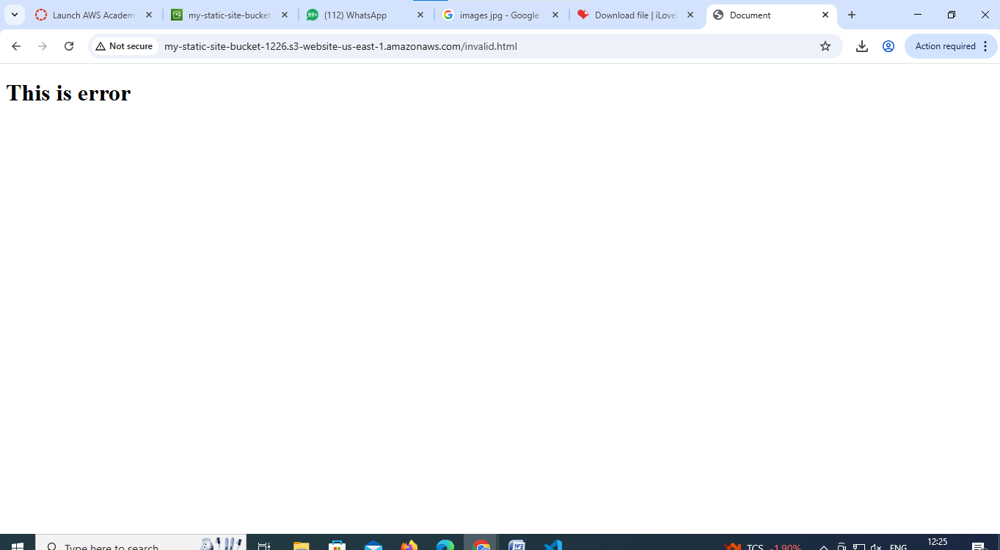 Launch AWS Academy
my-static-site-bucket
99+ (112) WhatsApp
images jpg - Google
Download file | iLove
Document
Not secure
my-static-site-bucket-1226.s3-website-us-east-1.amazonaws.com/invalid.html
Action required
This is error
Type here to search
TCS -1.90%
ENG
12:25